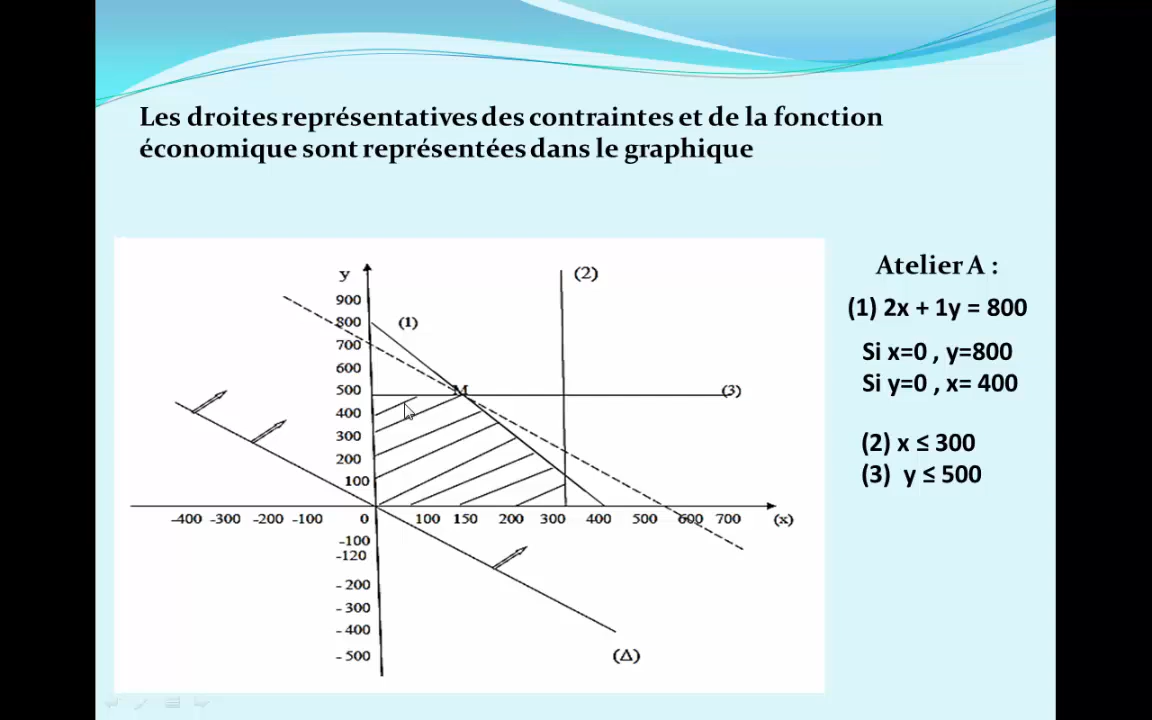 Les droites représentatives des contraintes et de la fonction
économique sont représentées dans le graphique
Atelier A :
(1) 2x + 1y = 800
Si x=0 , y=800
Si y=0 , x= 400
(2) x ≤ 300
(3) y ≤ 500
y
(2)
900
800
(1)
700
600
500
M
(3)
400
300
200
100
-400 -300 -200 -100 0 100 150 200 300 400 500 600 700 (x)
-100
-120
- 200
- 300
- 400
- 500
(Δ)